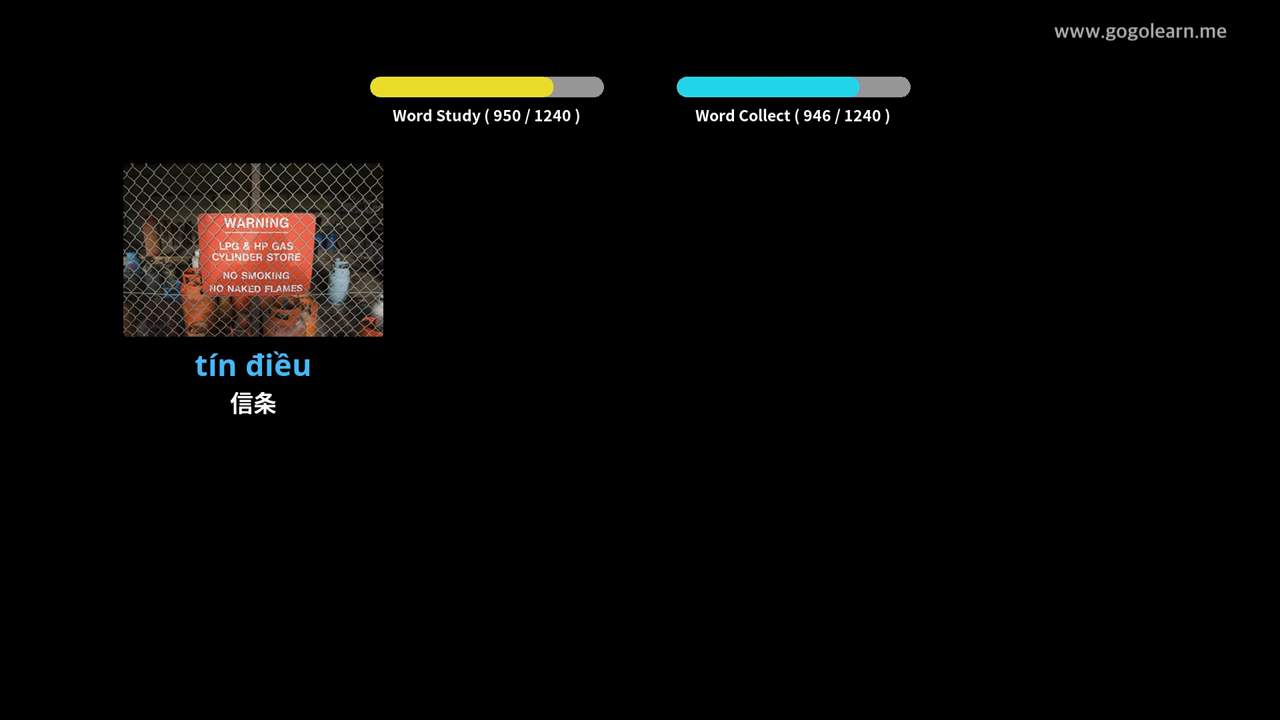 www.gogolearn.me
Word Study ( 950 / 1240 )
Word Collect ( 946 / 1240 )
WARNING
LPG & HP GAS
CYLINDER STORE
NO SMOKING
NO NAKED FLAMES
tín điều
信条